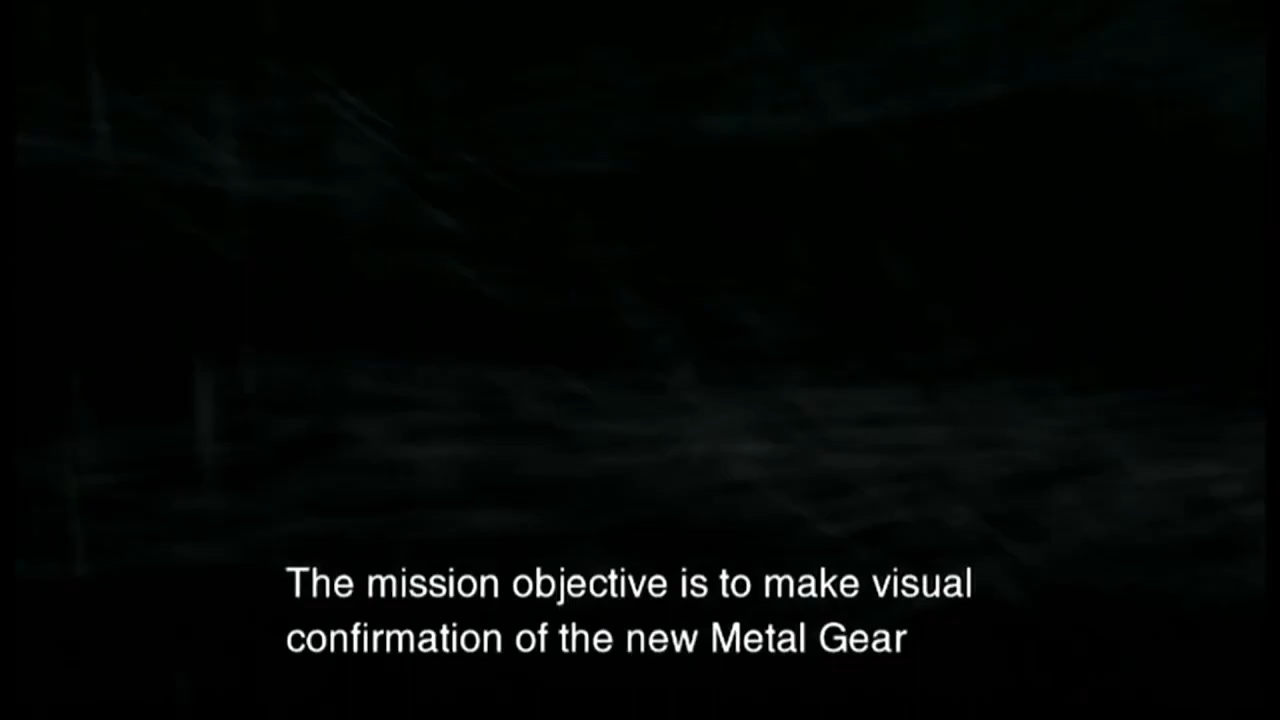 The mission objective is to make visual
confirmation of the new Metal Gear